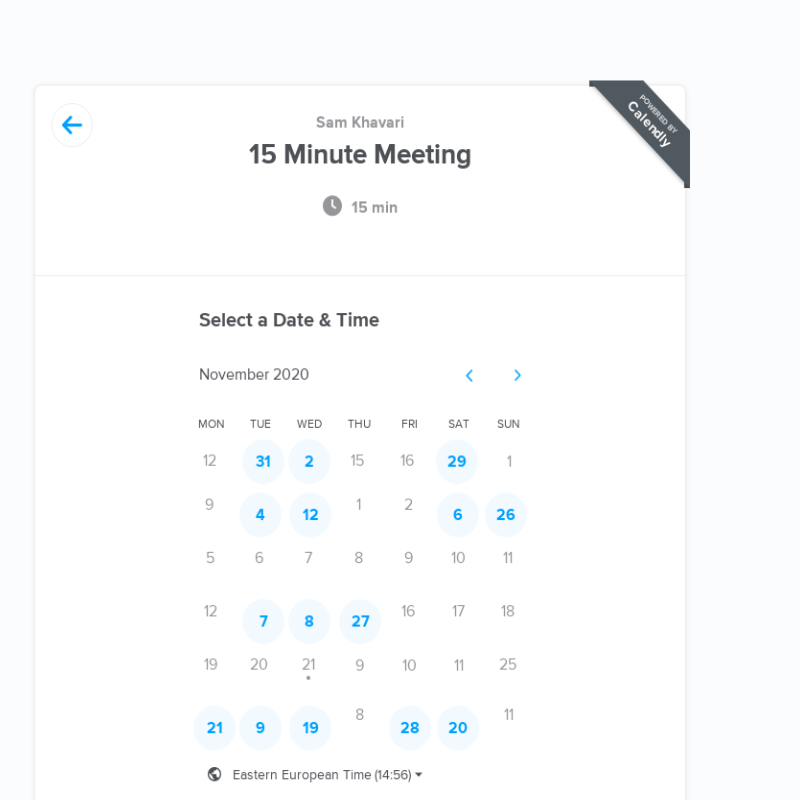 POWERED BY
Calendly
Sam Khavari
15 Minute Meeting
15 min
Select a Date & Time
November 2020
MON TUE WED THU FRI SAT SUN
12 31 2 15 16 29 1
9 4 12 1 2 6 26
5 6 7 8 9 10 11
12 7 8 27 16 17 18
19 20 21 9 10 11 25
21 9 19 8 28 20 11
Eastern European Time (14:56)